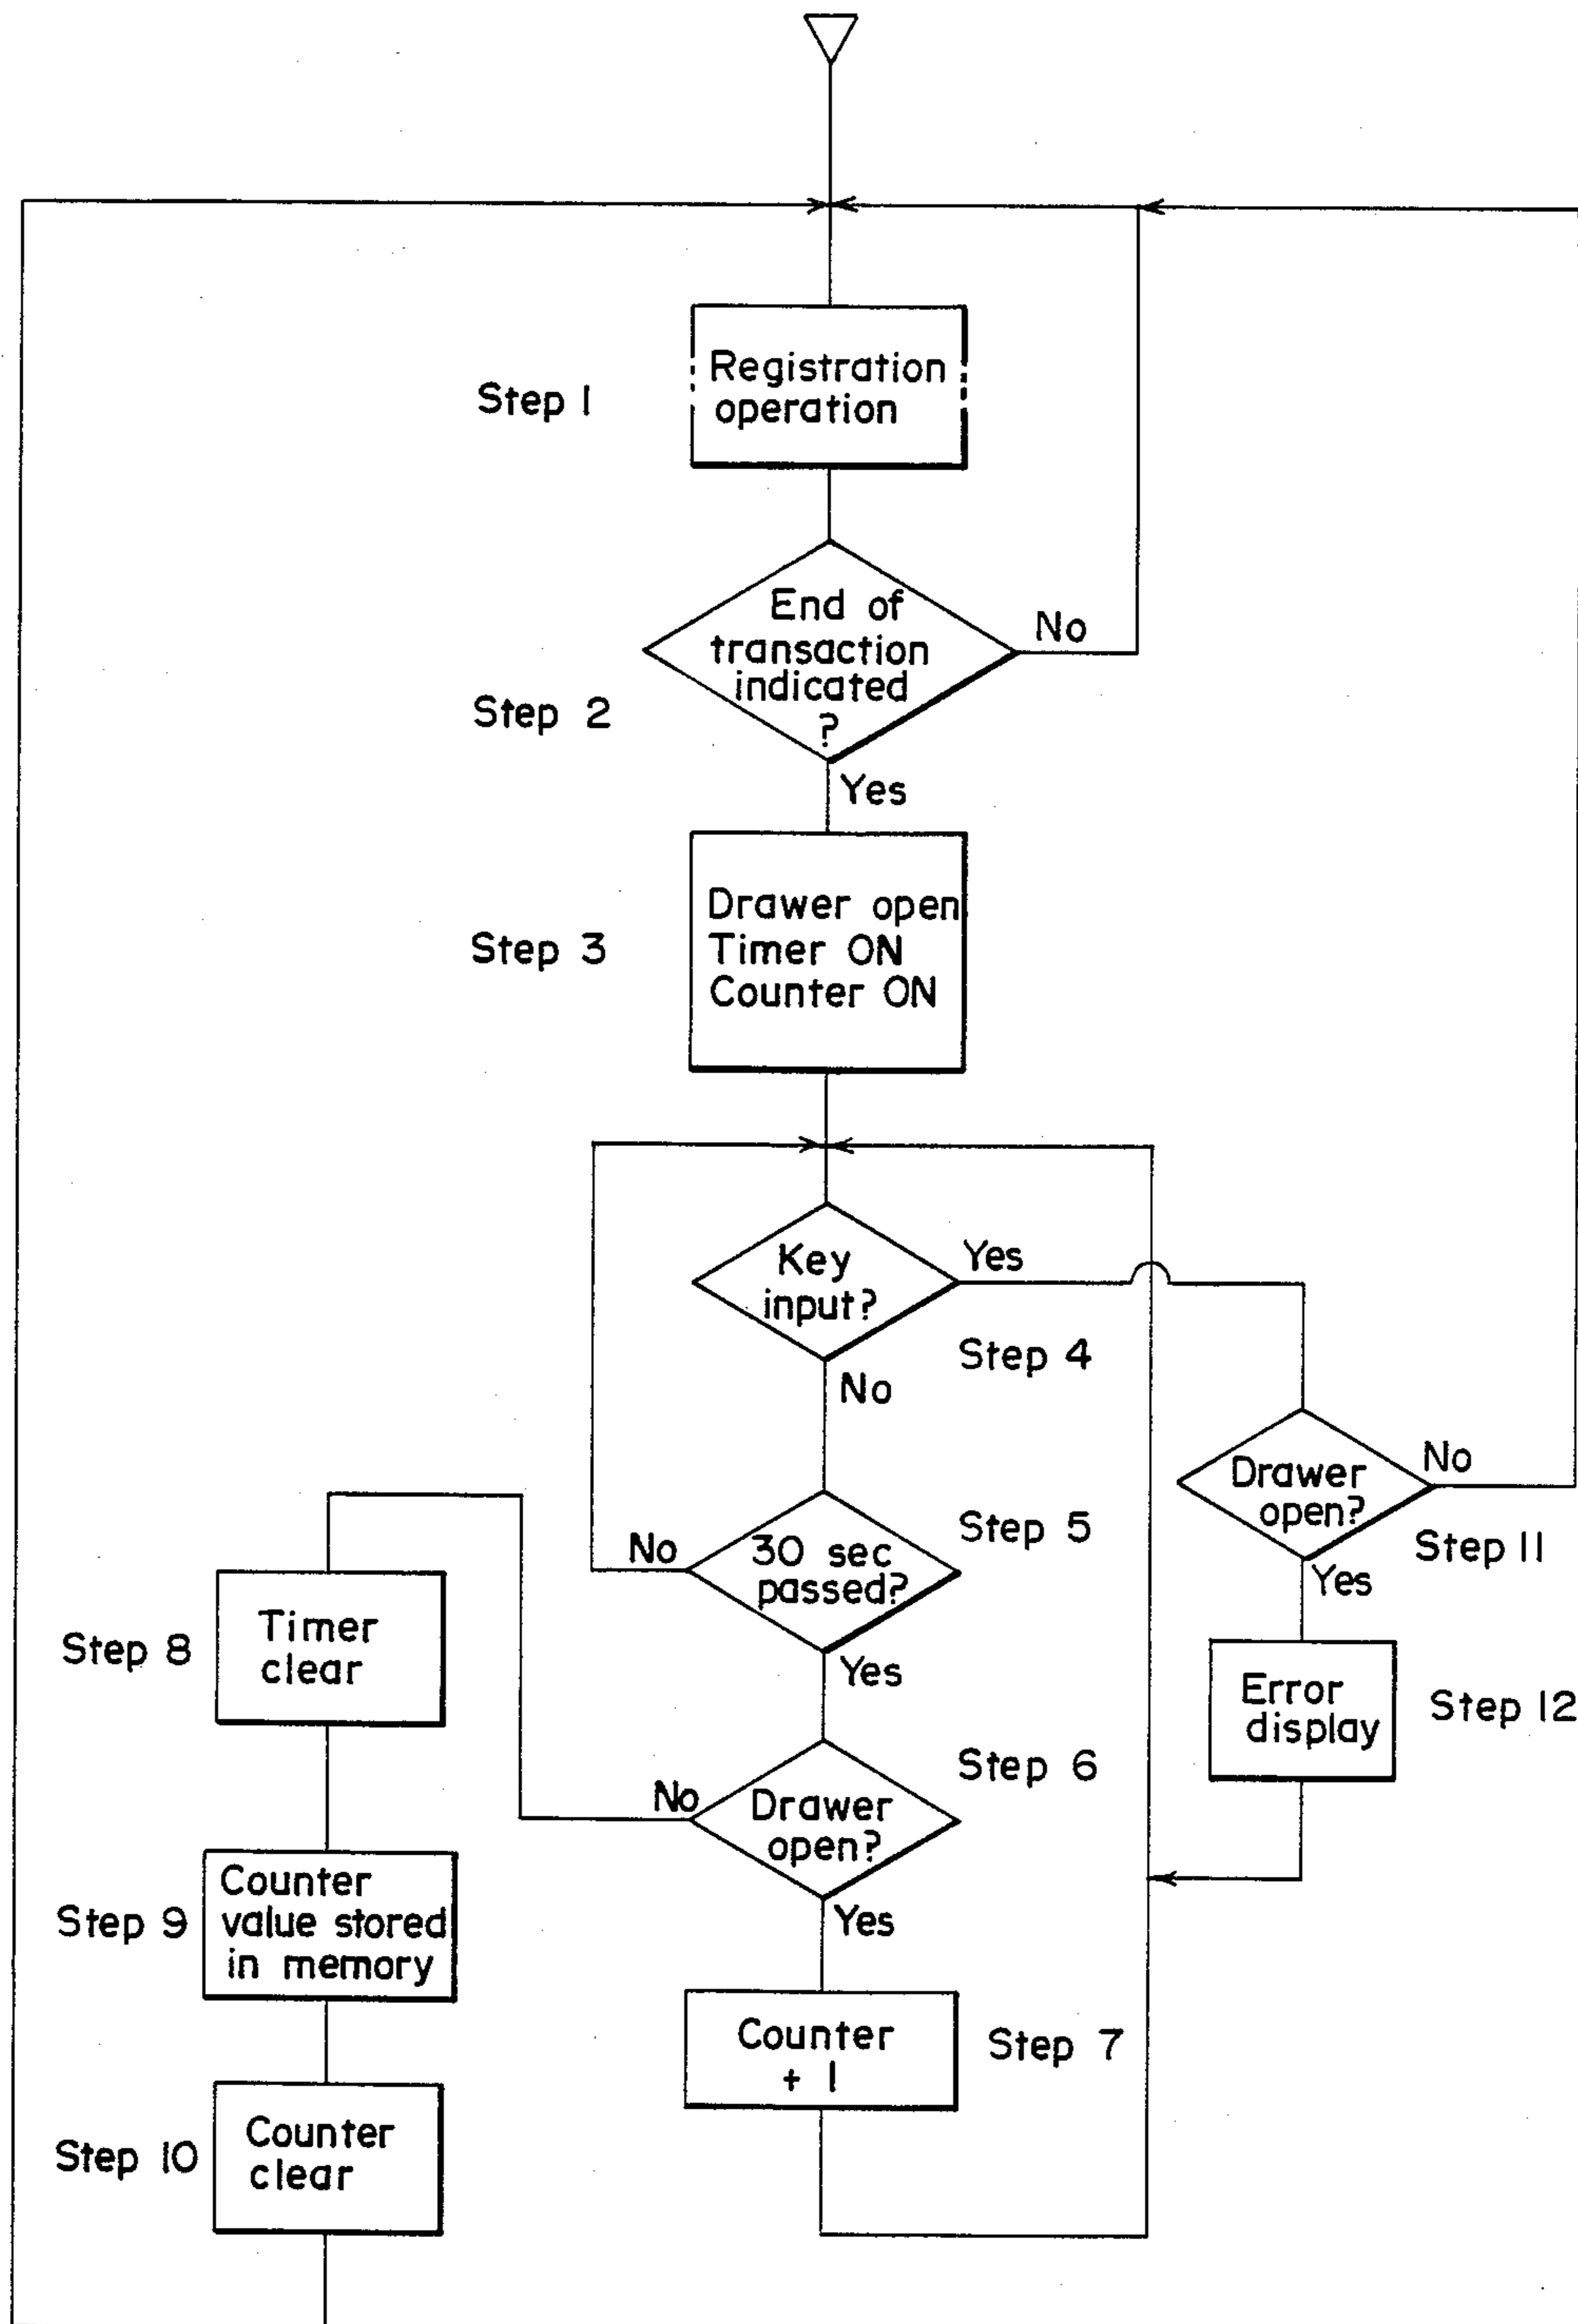 Step 1
Registration
operation
End of
transaction
indicated
?
No
Step 2
Yes
Step 3
Drawer open
Timer ON
Counter ON
Key
input?
Yes
Step 4
No
Drawer
open?
No
Step 11
Yes
30 sec
passed?
No
Step 5
Yes
Step 8
Timer
clear
Error
display
Step 12
Step 6
No
Drawer
open?
Yes
Step 9
Counter
value stored
in memory
Counter
+ 1
Step 7
Step 10
Counter
clear